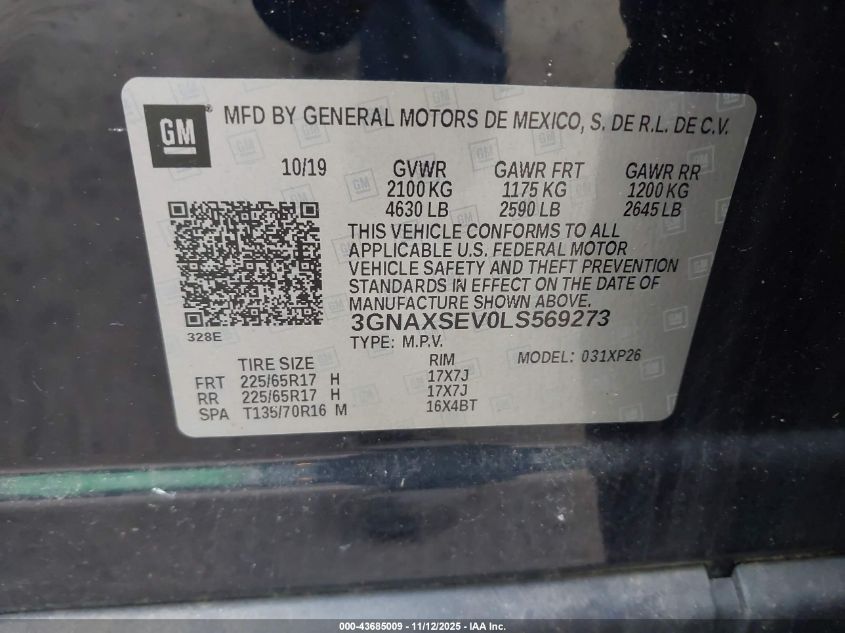 GM ® MFD BY GENERAL MOTORS DE MEXICO, S. DE R.L. DE C.V.
10/19 GVWR GAWR FRT GAWR RR
2100 KG 1175 KG 1200 KG
4630 LB 2590 LB 2645 LB
THIS VEHICLE CONFORMS TO ALL
APPLICABLE U.S. FEDERAL MOTOR
VEHICLE SAFETY AND THEFT PREVENTION
STANDARDS IN EFFECT ON THE DATE OF
MANUFACTURE SHOWN ABOVE.
3GNAXSEV0LS569273
328E
TYPE: M.P.V.
TIRE SIZE RIM MODEL: 031XP26
FRT 225/65R17 H 17X7J
RR 225/65R17 H 17X7J
SPA T135/70R16 M 16X4BT
000-43685009 - 11/12/2025 - IAA Inc.